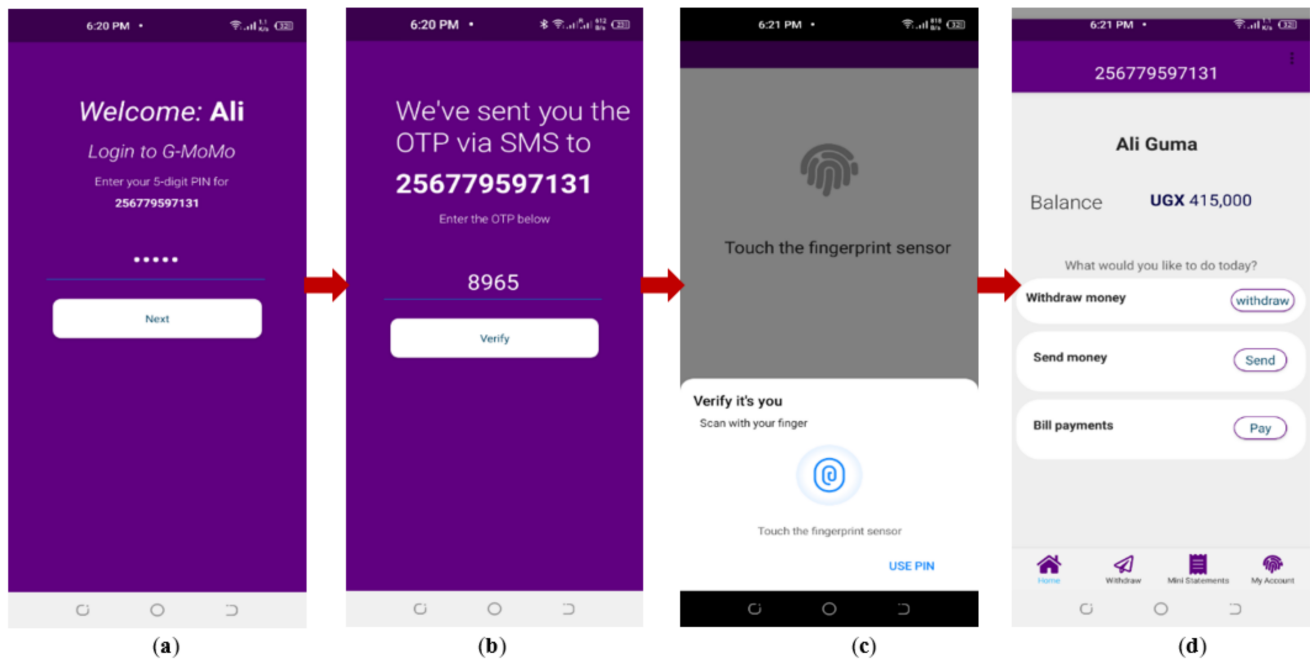 6:20 PM
Welcome: Ali
Login to G-MoMo
Enter your 5-digit PIN for
256779597131
•••••
Next
(a)
6:20 PM
We've sent you the
OTP via SMS to
256779597131
Enter the OTP below
8965
Verify
(b)
6:21 PM
Touch the fingerprint sensor
Verify it's you
Scan with your finger
Touch the fingerprint sensor
USE PIN
(c)
6:21 PM
256779597131
Ali Guma
Balance UGX 415,000
What would you like to do today?
Withdraw money withdraw
Send money Send
Bill payments Pay
Home Withdraw Mini Statements My Account
(d)